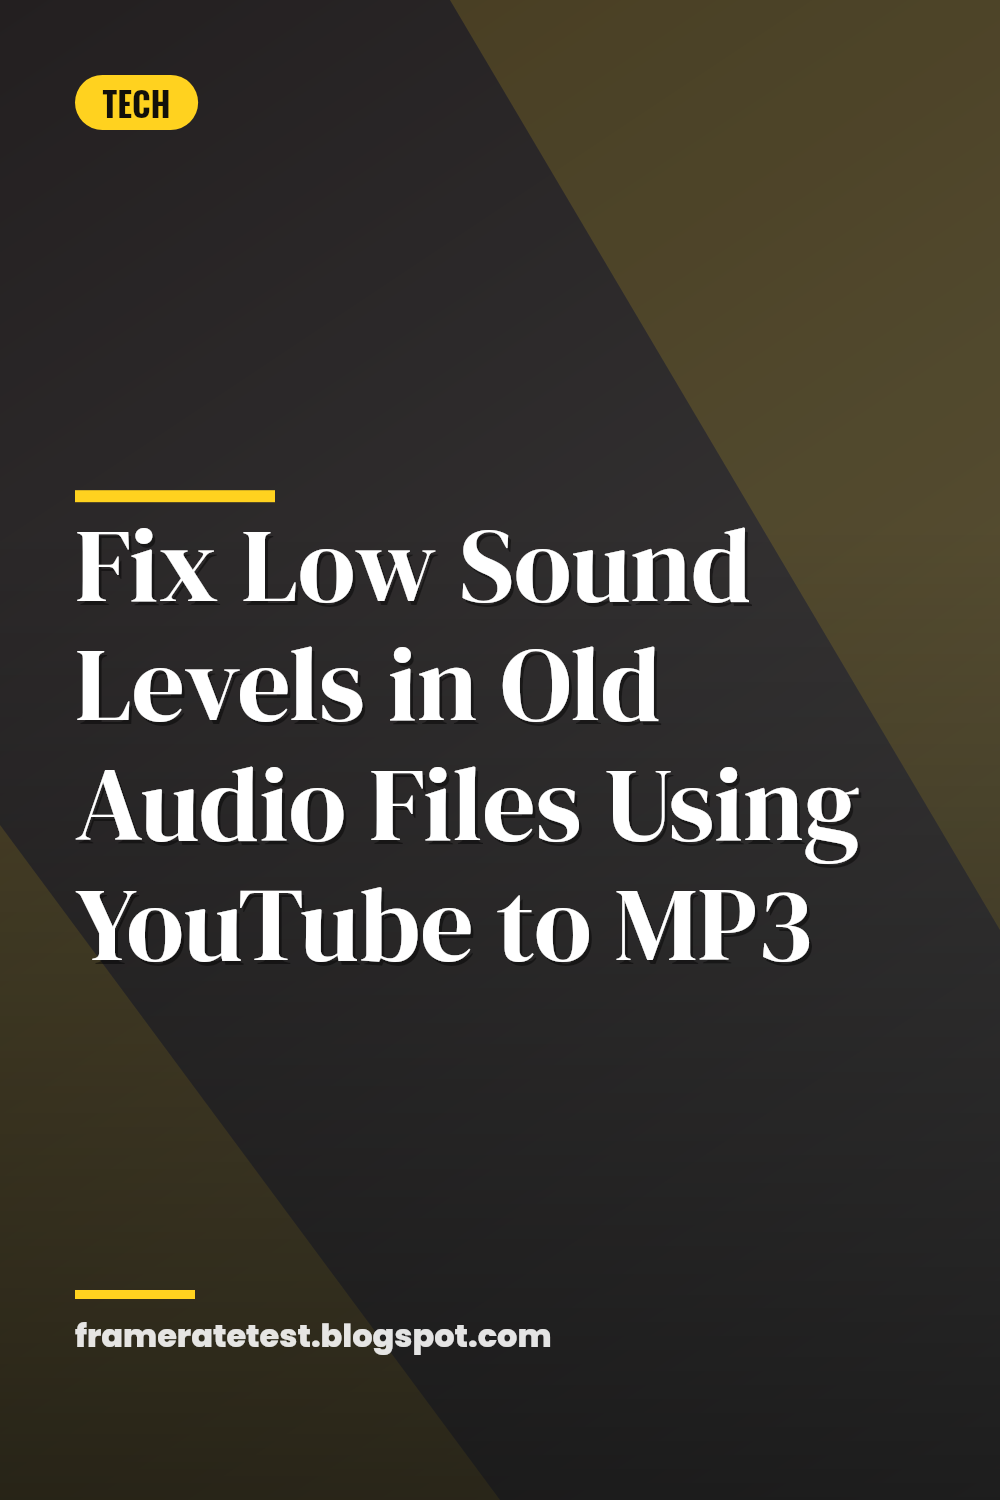 TECH
Fix Low Sound
Levels in Old
Audio Files Using
YouTube to MP3
frameratetest.blogspot.com